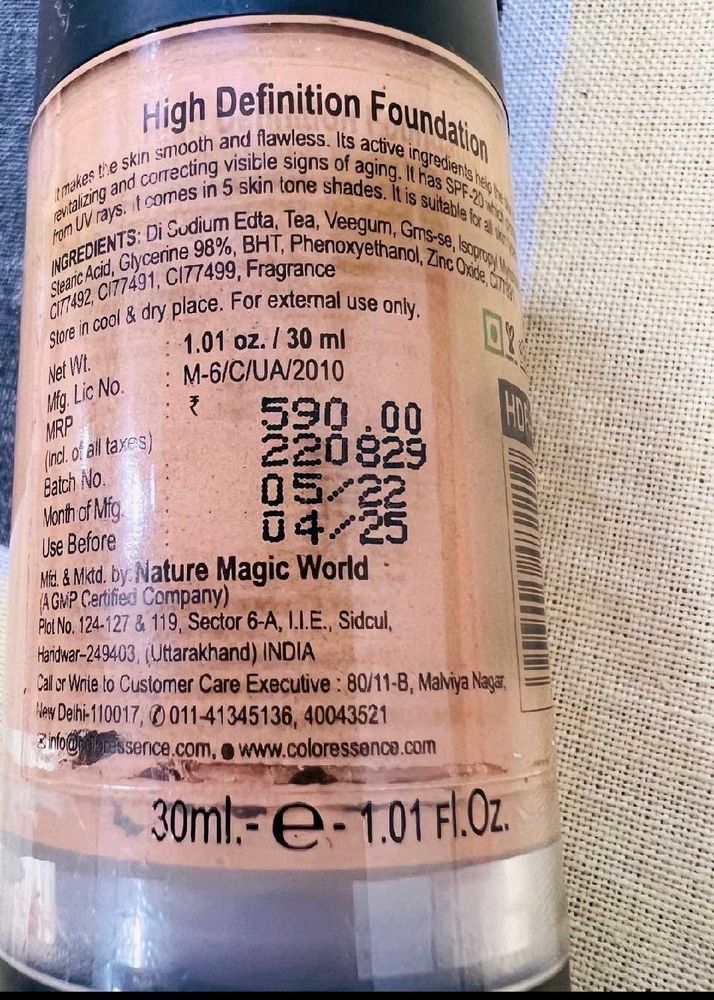 High Definition Foundation
It makes the skin smooth and flawless. Its active ingredients help the
revitalizing and correcting visible signs of aging. It has SPF-20 which
from UV rays. It comes in 5 skin tone shades. It is suitable for all skin
INGREDIENTS: Di Sudium Edta, Tea, Veegum, Gms-se, Isopropyl
Stearic Acid, Glycerine 98%, BHT, Phenoxyethanol, Zinc Oxide,
CI77492, CI77491, CI77499, Fragrance
Store in cool & dry place. For external use only.
Net Wt. : 1.01 oz. / 30 ml
Mfg. Lic No. : M-6/C/UA/2010
MRP : ₹ 590.00
(Incl. of all taxes)
Batch No. : 220829
Month of Mfg. : 05/22
Use Before : 04/25
Mfd. & Mktd. by: Nature Magic World
(A GMP Certified Company)
Plot No. 124-127 & 119, Sector 6-A, I.I.E., Sidcul,
Haridwar-249403, (Uttarakhand) INDIA
Call or Write to Customer Care Executive : 80/11-B, Malviya Nagar,
New Delhi-110017, ✆ 011-41345136, 40043521
info@coloressence.com, www.coloressence.com
30ml.- e - 1.01 Fl.Oz.